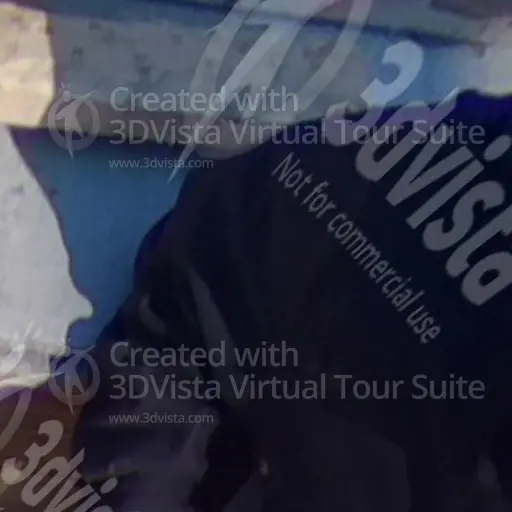 Created with
3DVista Virtual Tour Suite
www.3dvista.com
3Dvista
Not for commercial use
Created with
3DVista Virtual Tour Suite
www.3dvista.com
3Dvis